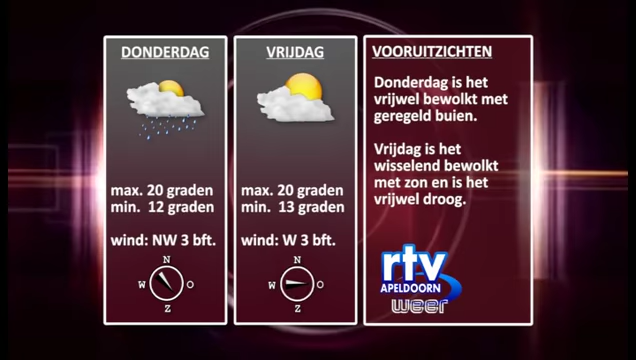 DONDERDAG
max. 20 graden
min. 12 graden
wind: NW 3 bft.
N
W O
Z
VRIJDAG
max. 20 graden
min. 13 graden
wind: W 3 bft.
N
W O
Z
VOORUITZICHTEN
Donderdag is het
vrijwel bewolkt met
geregeld buien.
Vrijdag is het
wisselend bewolkt
met zon en is het
vrijwel droog.
rtv
APELDOORN
weer